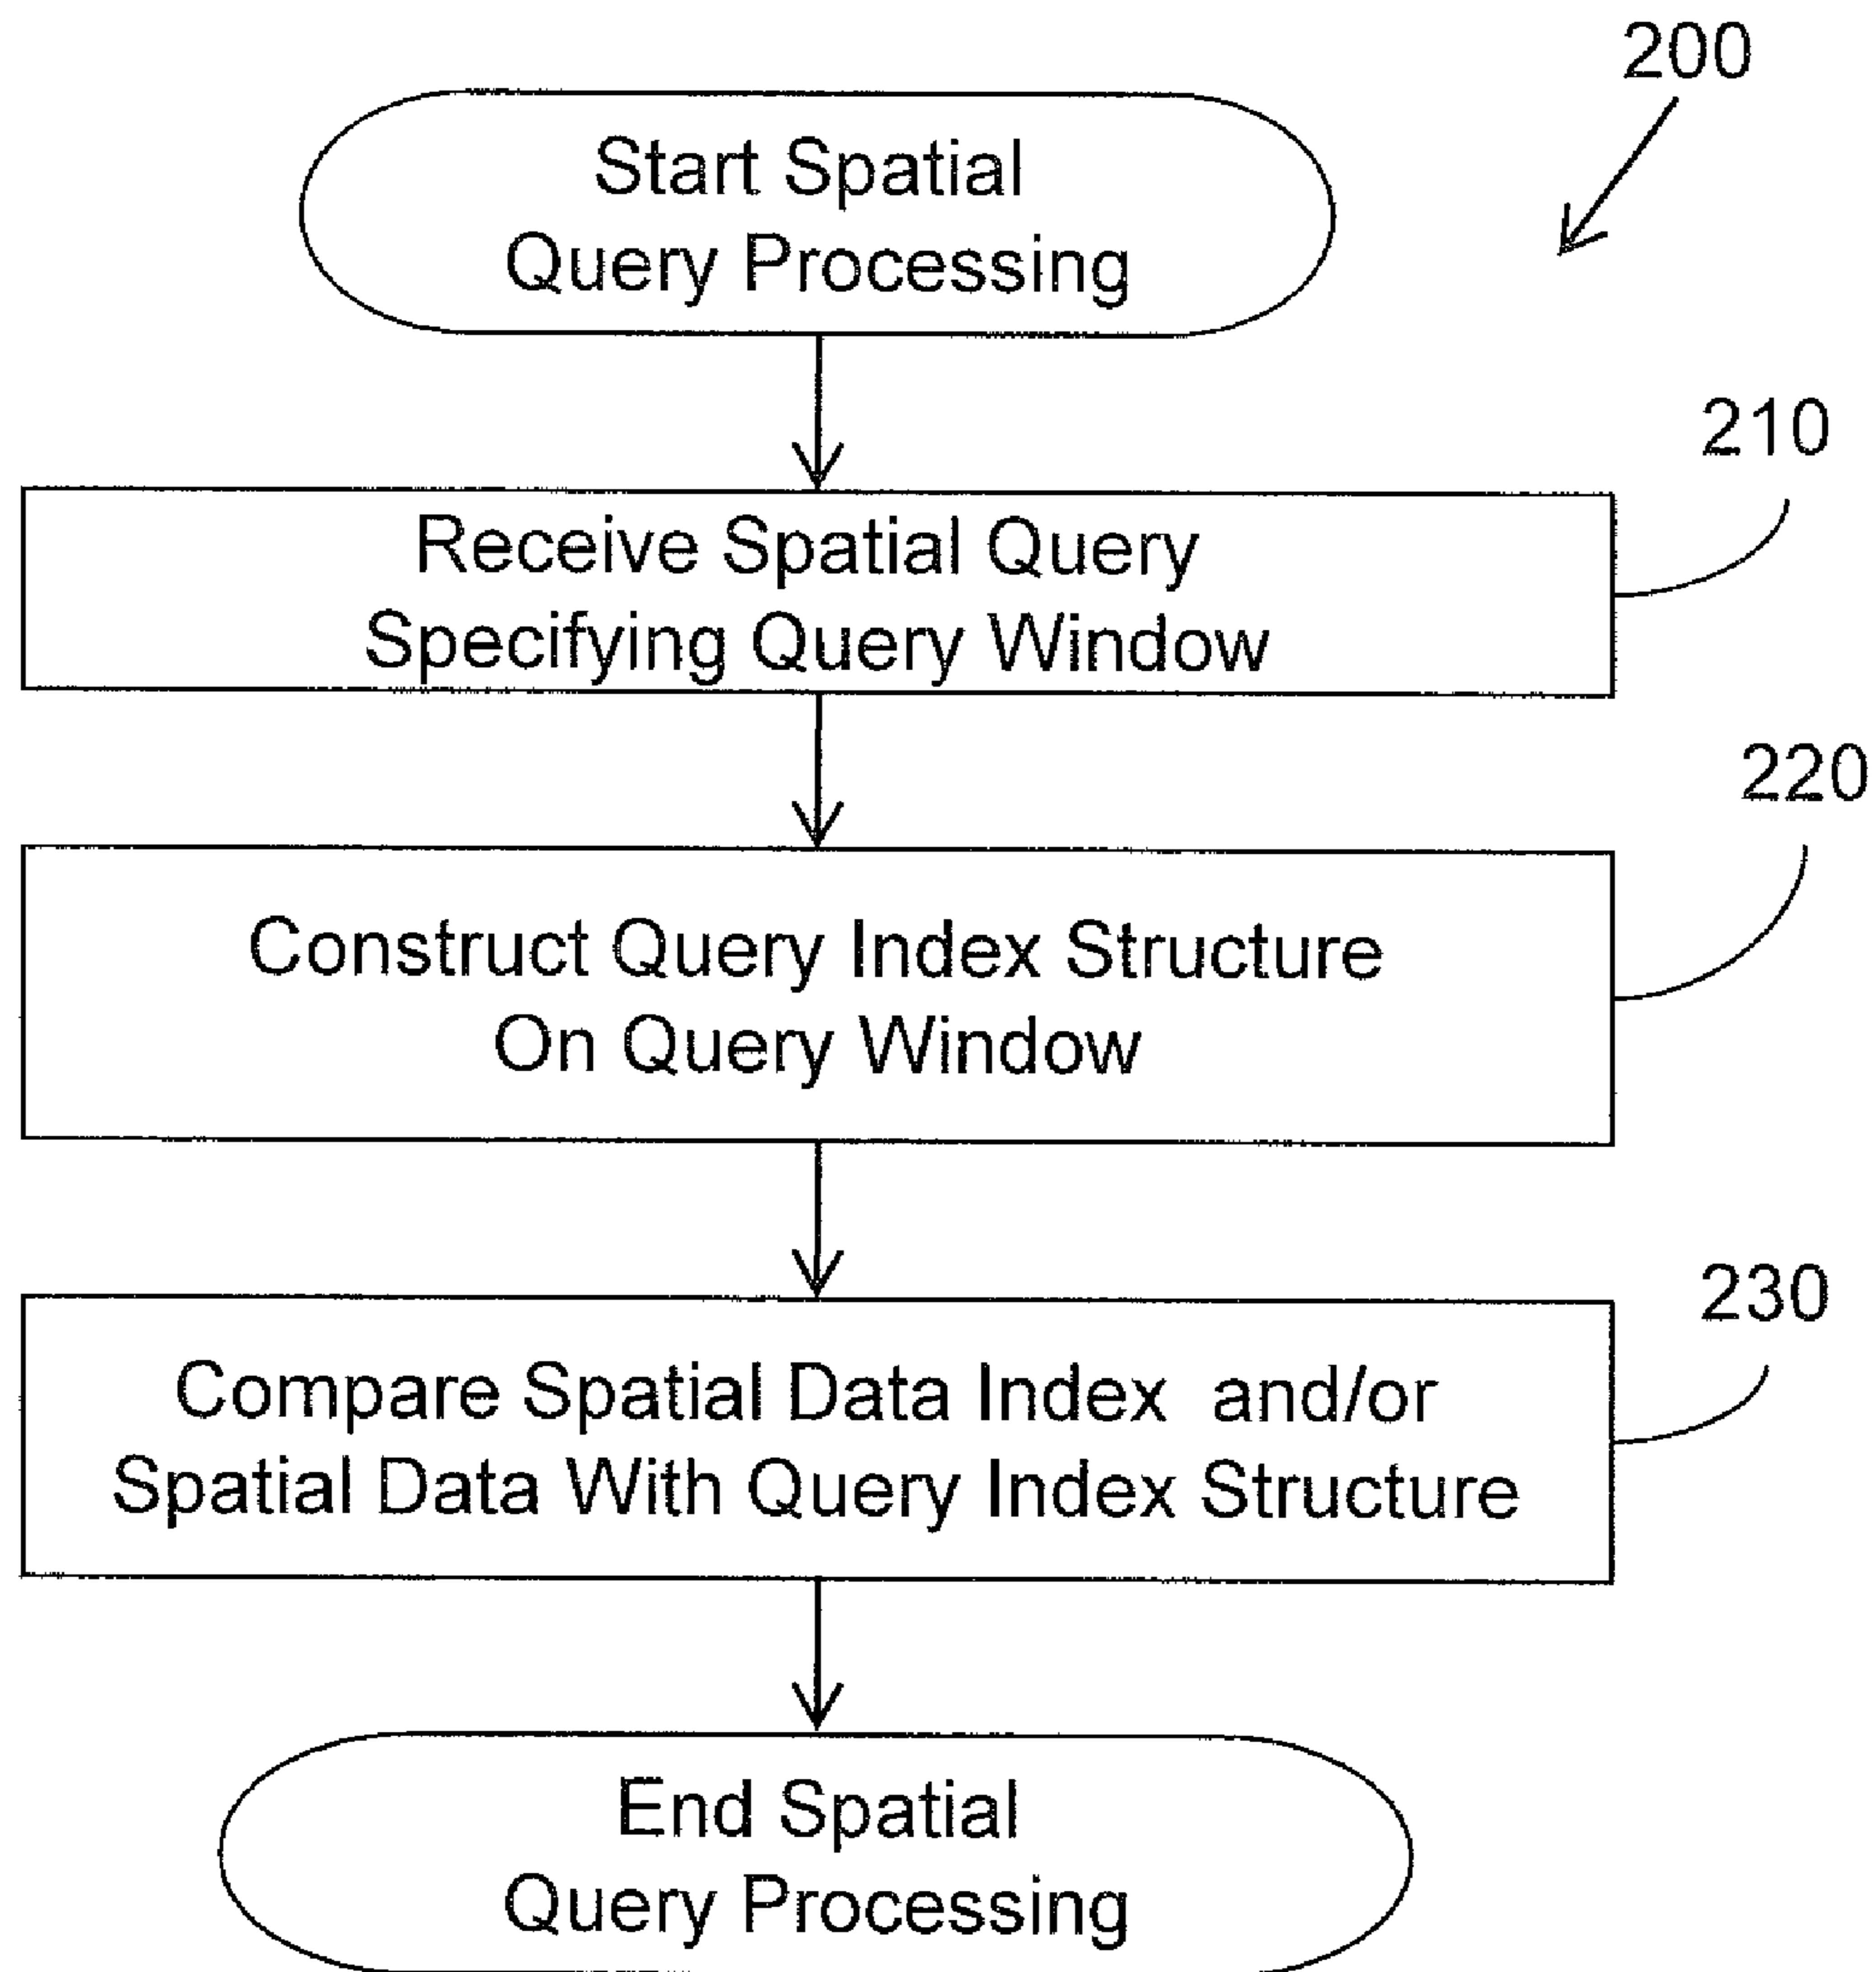 200
Start Spatial
Query Processing
210
Receive Spatial Query
Specifying Query Window
220
Construct Query Index Structure
On Query Window
230
Compare Spatial Data Index and/or
Spatial Data With Query Index Structure
End Spatial
Query Processing